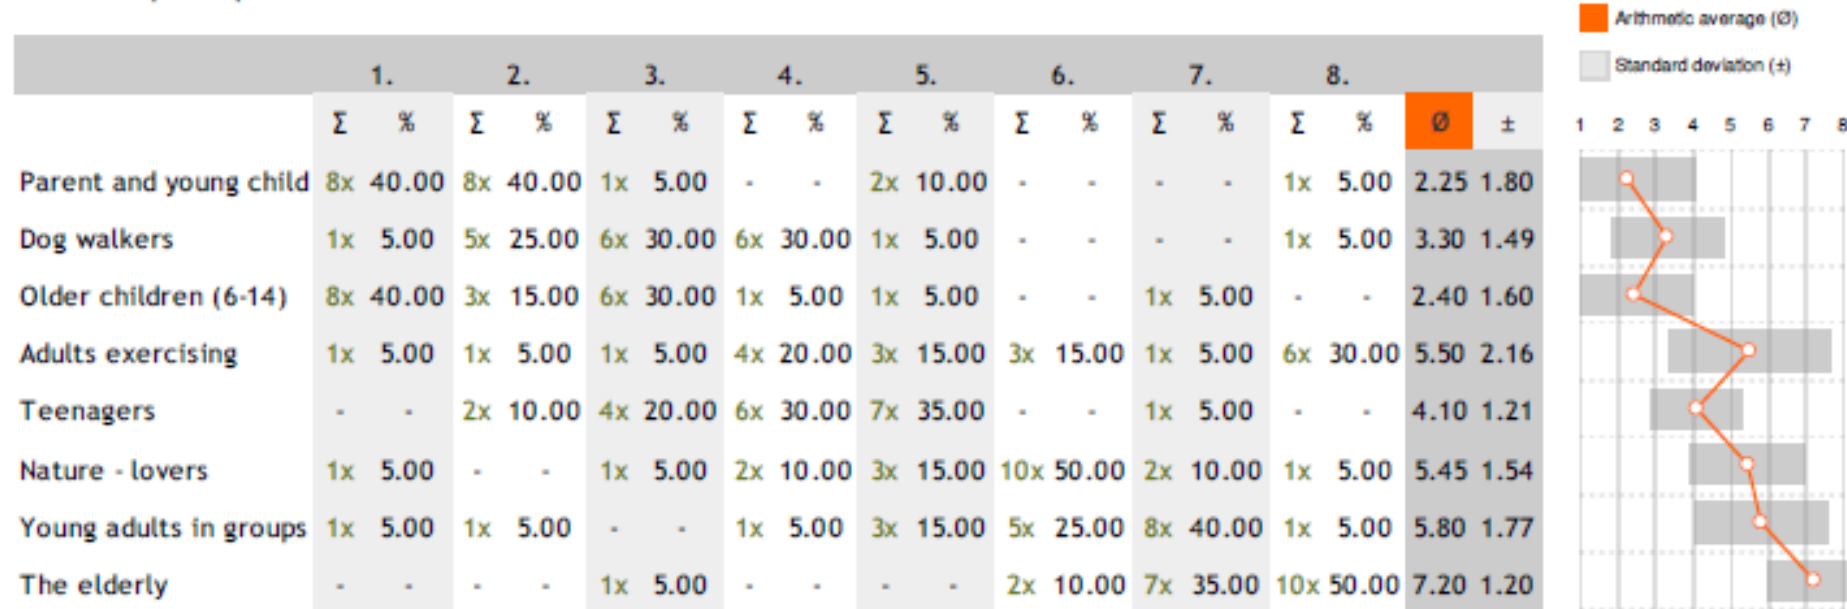 Arithmetic average (Ø)
Standard deviation (±)
1. 2. 3. 4. 5. 6. 7. 8.
Σ % Σ % Σ % Σ % Σ % Σ % Σ % Σ % Ø ± 1 2 3 4 5 6 7 8
Parent and young child 8x 40.00 8x 40.00 1x 5.00 - - 2x 10.00 - - - - 1x 5.00 2.25 1.80
Dog walkers 1x 5.00 5x 25.00 6x 30.00 6x 30.00 1x 5.00 - - - - 1x 5.00 3.30 1.49
Older children (6-14) 8x 40.00 3x 15.00 6x 30.00 1x 5.00 1x 5.00 - - 1x 5.00 - - 2.40 1.60
Adults exercising 1x 5.00 1x 5.00 1x 5.00 4x 20.00 3x 15.00 3x 15.00 1x 5.00 6x 30.00 5.50 2.16
Teenagers - - 2x 10.00 4x 20.00 6x 30.00 7x 35.00 - - 1x 5.00 - - 4.10 1.21
Nature - lovers 1x 5.00 - - 1x 5.00 2x 10.00 3x 15.00 10x 50.00 2x 10.00 1x 5.00 5.45 1.54
Young adults in groups 1x 5.00 1x 5.00 - - 1x 5.00 3x 15.00 5x 25.00 8x 40.00 1x 5.00 5.80 1.77
The elderly - - - - 1x 5.00 - - - - 2x 10.00 7x 35.00 10x 50.00 7.20 1.20